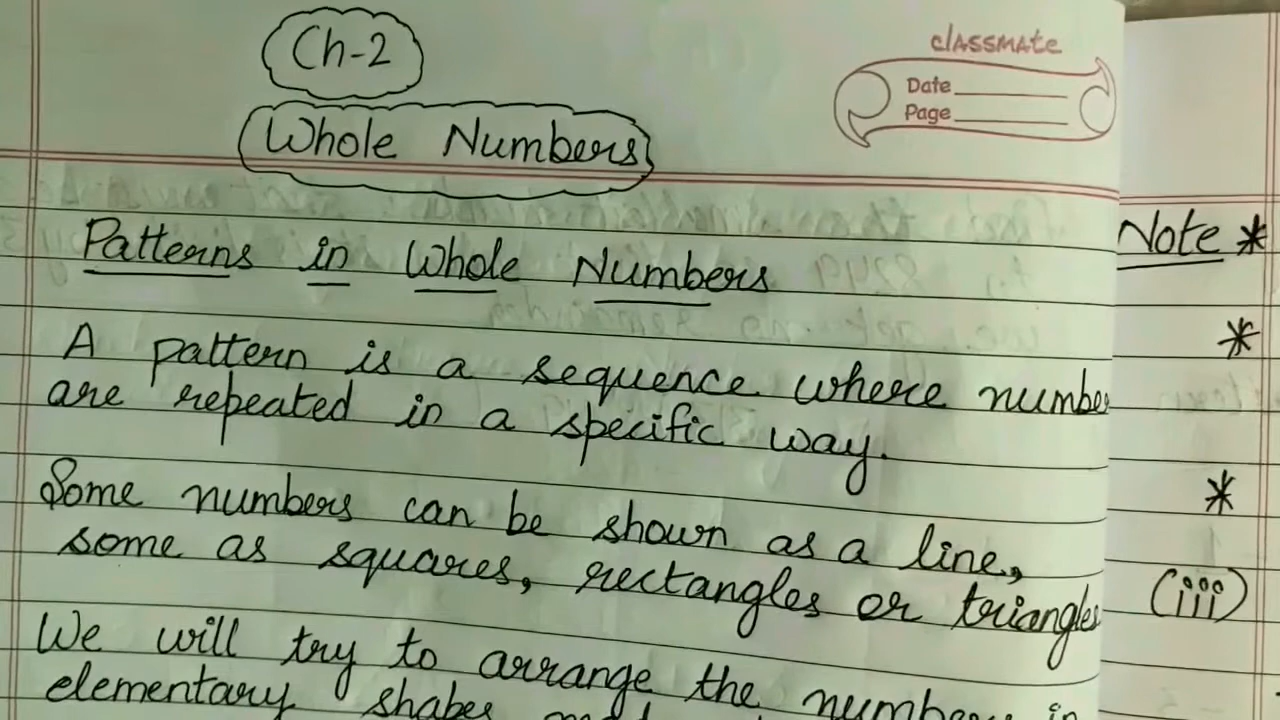 Ch-2
classmate
Date
Page
Whole Numbers
Patterns in Whole Numbers
A pattern is a sequence where number
are repeated in a specific way.
Some numbers can be shown as a line,
some as squares, rectangles or triangles
We will try to arrange the numbers in
elementary shapes
Note *
*
*
(iii)